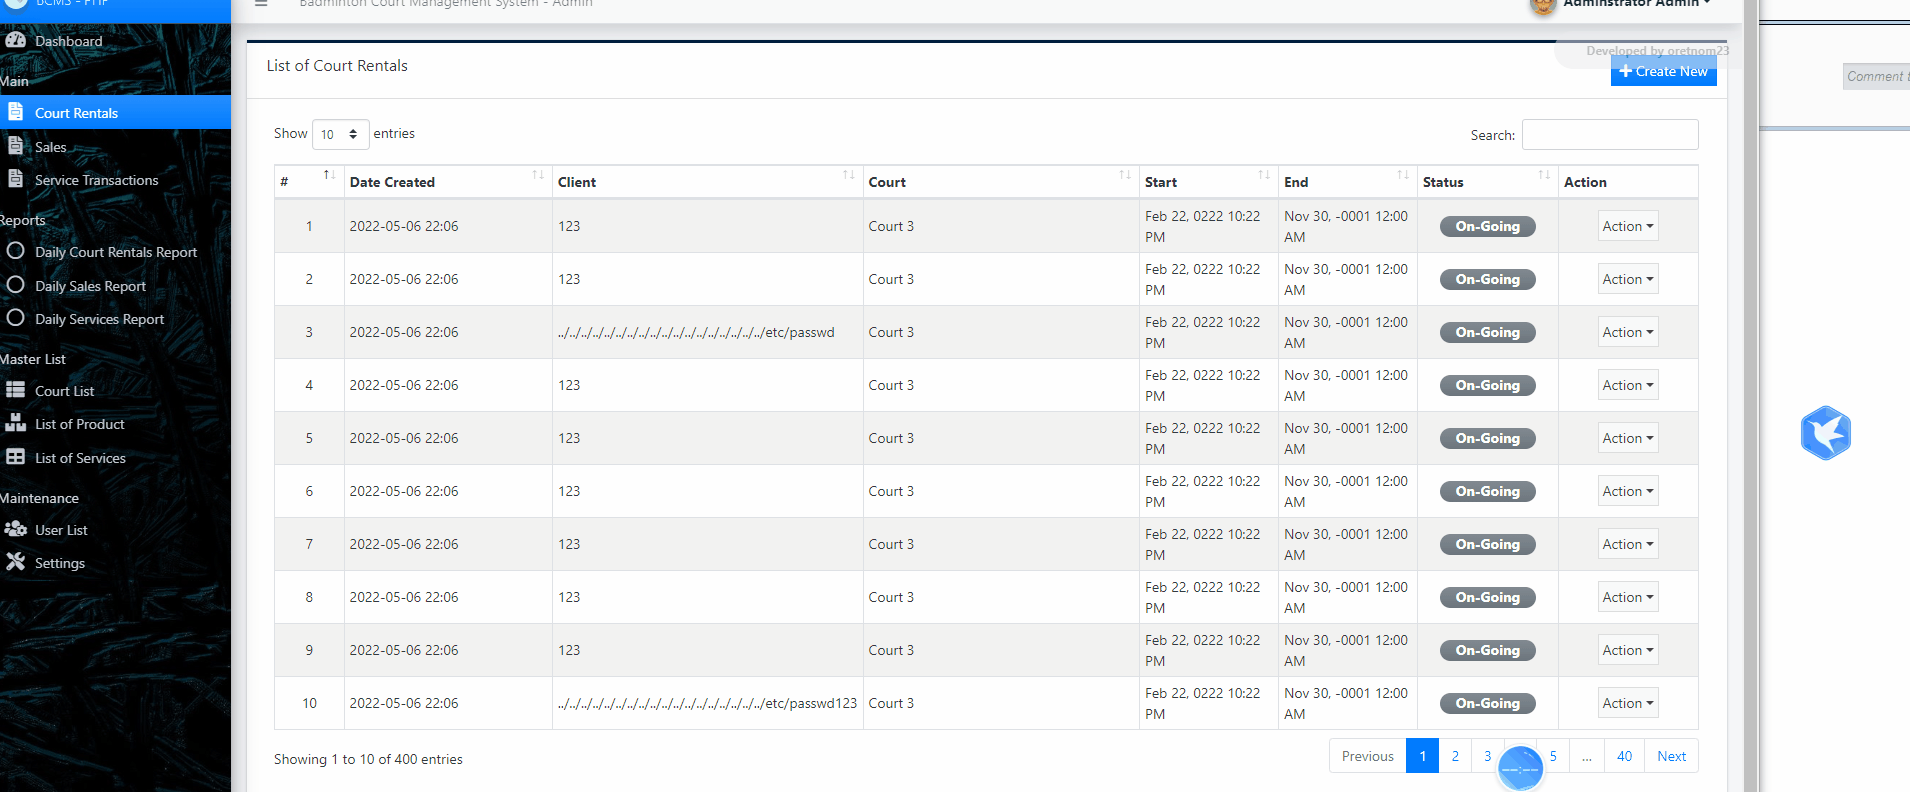 BCMS - PHP
Badminton Court Management System - Admin
Adminstrator Admin
Dashboard
Main
Court Rentals
Sales
Service Transactions
Reports
Daily Court Rentals Report
Daily Sales Report
Daily Services Report
Master List
Court List
List of Product
List of Services
Maintenance
User List
Settings
Developed by oretnom23
List of Court Rentals
Create New
Comment t
Show 10 entries
Search:
# Date Created Client Court Start End Status Action
1 2022-05-06 22:06 123 Court 3 Feb 22, 0222 10:22 PM Nov 30, -0001 12:00 AM On-Going Action
2 2022-05-06 22:06 123 Court 3 Feb 22, 0222 10:22 PM Nov 30, -0001 12:00 AM On-Going Action
3 2022-05-06 22:06 ../../../../../../../../../../../../../../../../../../etc/passwd Court 3 Feb 22, 0222 10:22 PM Nov 30, -0001 12:00 AM On-Going Action
4 2022-05-06 22:06 123 Court 3 Feb 22, 0222 10:22 PM Nov 30, -0001 12:00 AM On-Going Action
5 2022-05-06 22:06 123 Court 3 Feb 22, 0222 10:22 PM Nov 30, -0001 12:00 AM On-Going Action
6 2022-05-06 22:06 123 Court 3 Feb 22, 0222 10:22 PM Nov 30, -0001 12:00 AM On-Going Action
7 2022-05-06 22:06 123 Court 3 Feb 22, 0222 10:22 PM Nov 30, -0001 12:00 AM On-Going Action
8 2022-05-06 22:06 123 Court 3 Feb 22, 0222 10:22 PM Nov 30, -0001 12:00 AM On-Going Action
9 2022-05-06 22:06 123 Court 3 Feb 22, 0222 10:22 PM Nov 30, -0001 12:00 AM On-Going Action
10 2022-05-06 22:06 ../../../../../../../../../../../../../../../../../../etc/passwd123 Court 3 Feb 22, 0222 10:22 PM Nov 30, -0001 12:00 AM On-Going Action
Showing 1 to 10 of 400 entries
Previous 1 2 3 5 ... 40 Next